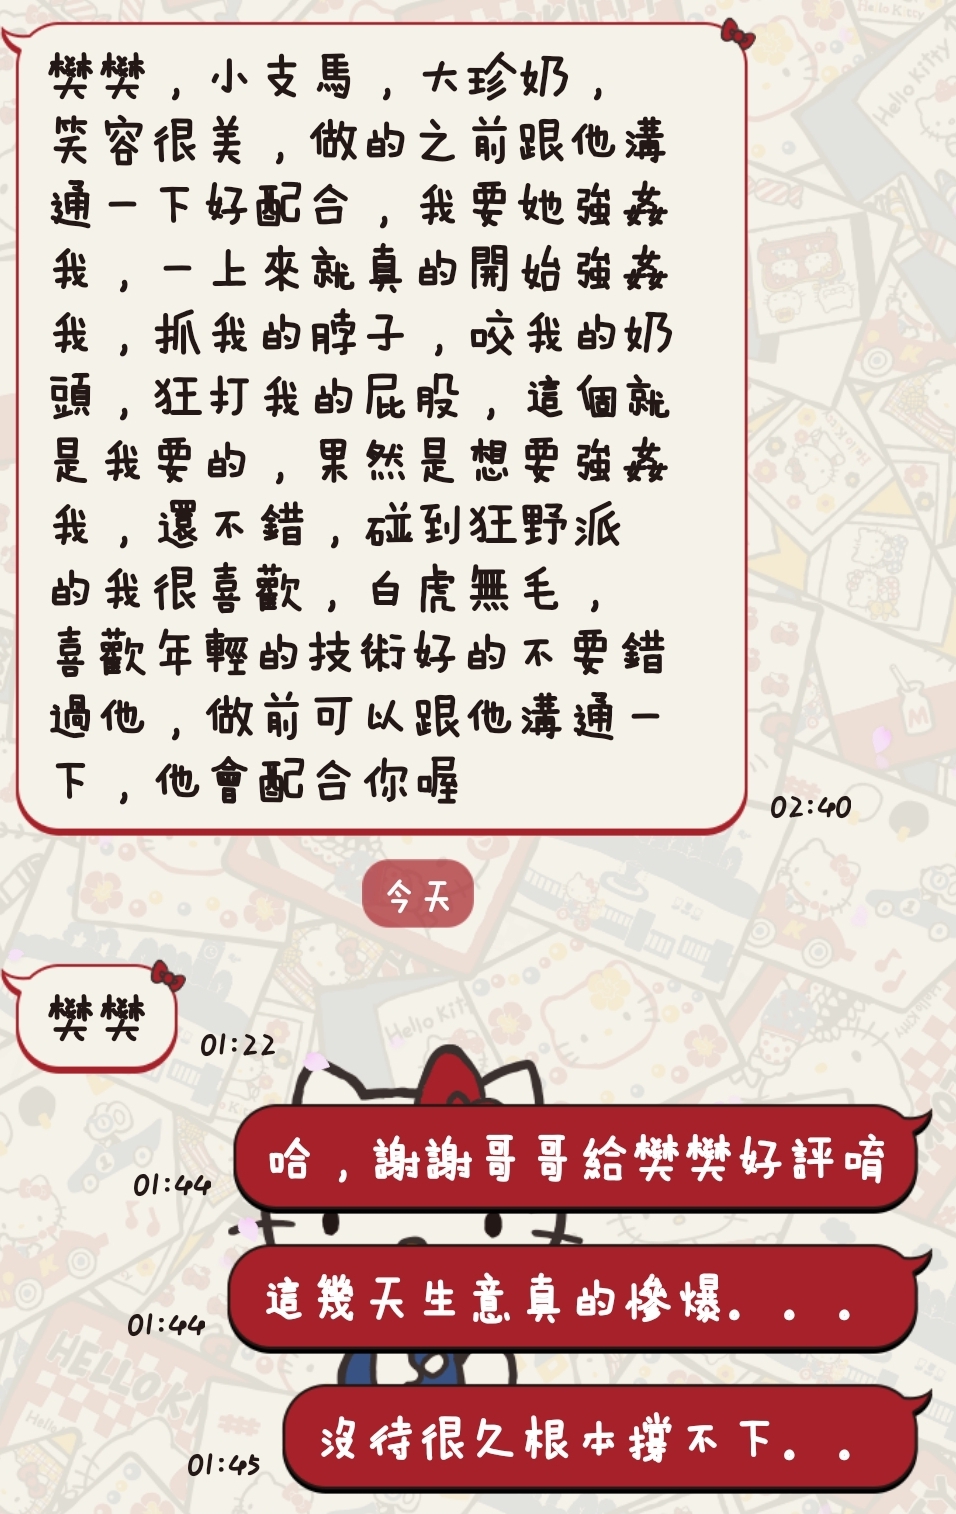 樊樊，小支馬，大珍奶，
笑容很美，做的之前跟他溝
通一下好配合，我要她強姦
我，一上來就真的開始強姦
我，抓我的脖子，咬我的奶
頭，狂打我的屁股，這個就
是我要的，果然是想要強姦
我，還不錯，碰到狂野派
的我很喜歡，白虎無毛，
喜歡年輕的技術好的不要錯
過他，做前可以跟他溝通一
下，他會配合你喔
02:40
今天
樊樊
01:22
哈，謝謝哥哥給樊樊好評唷
01:44
這幾天生意真的慘爆。。。
01:44
沒待很久根本撐不下。。
01:45